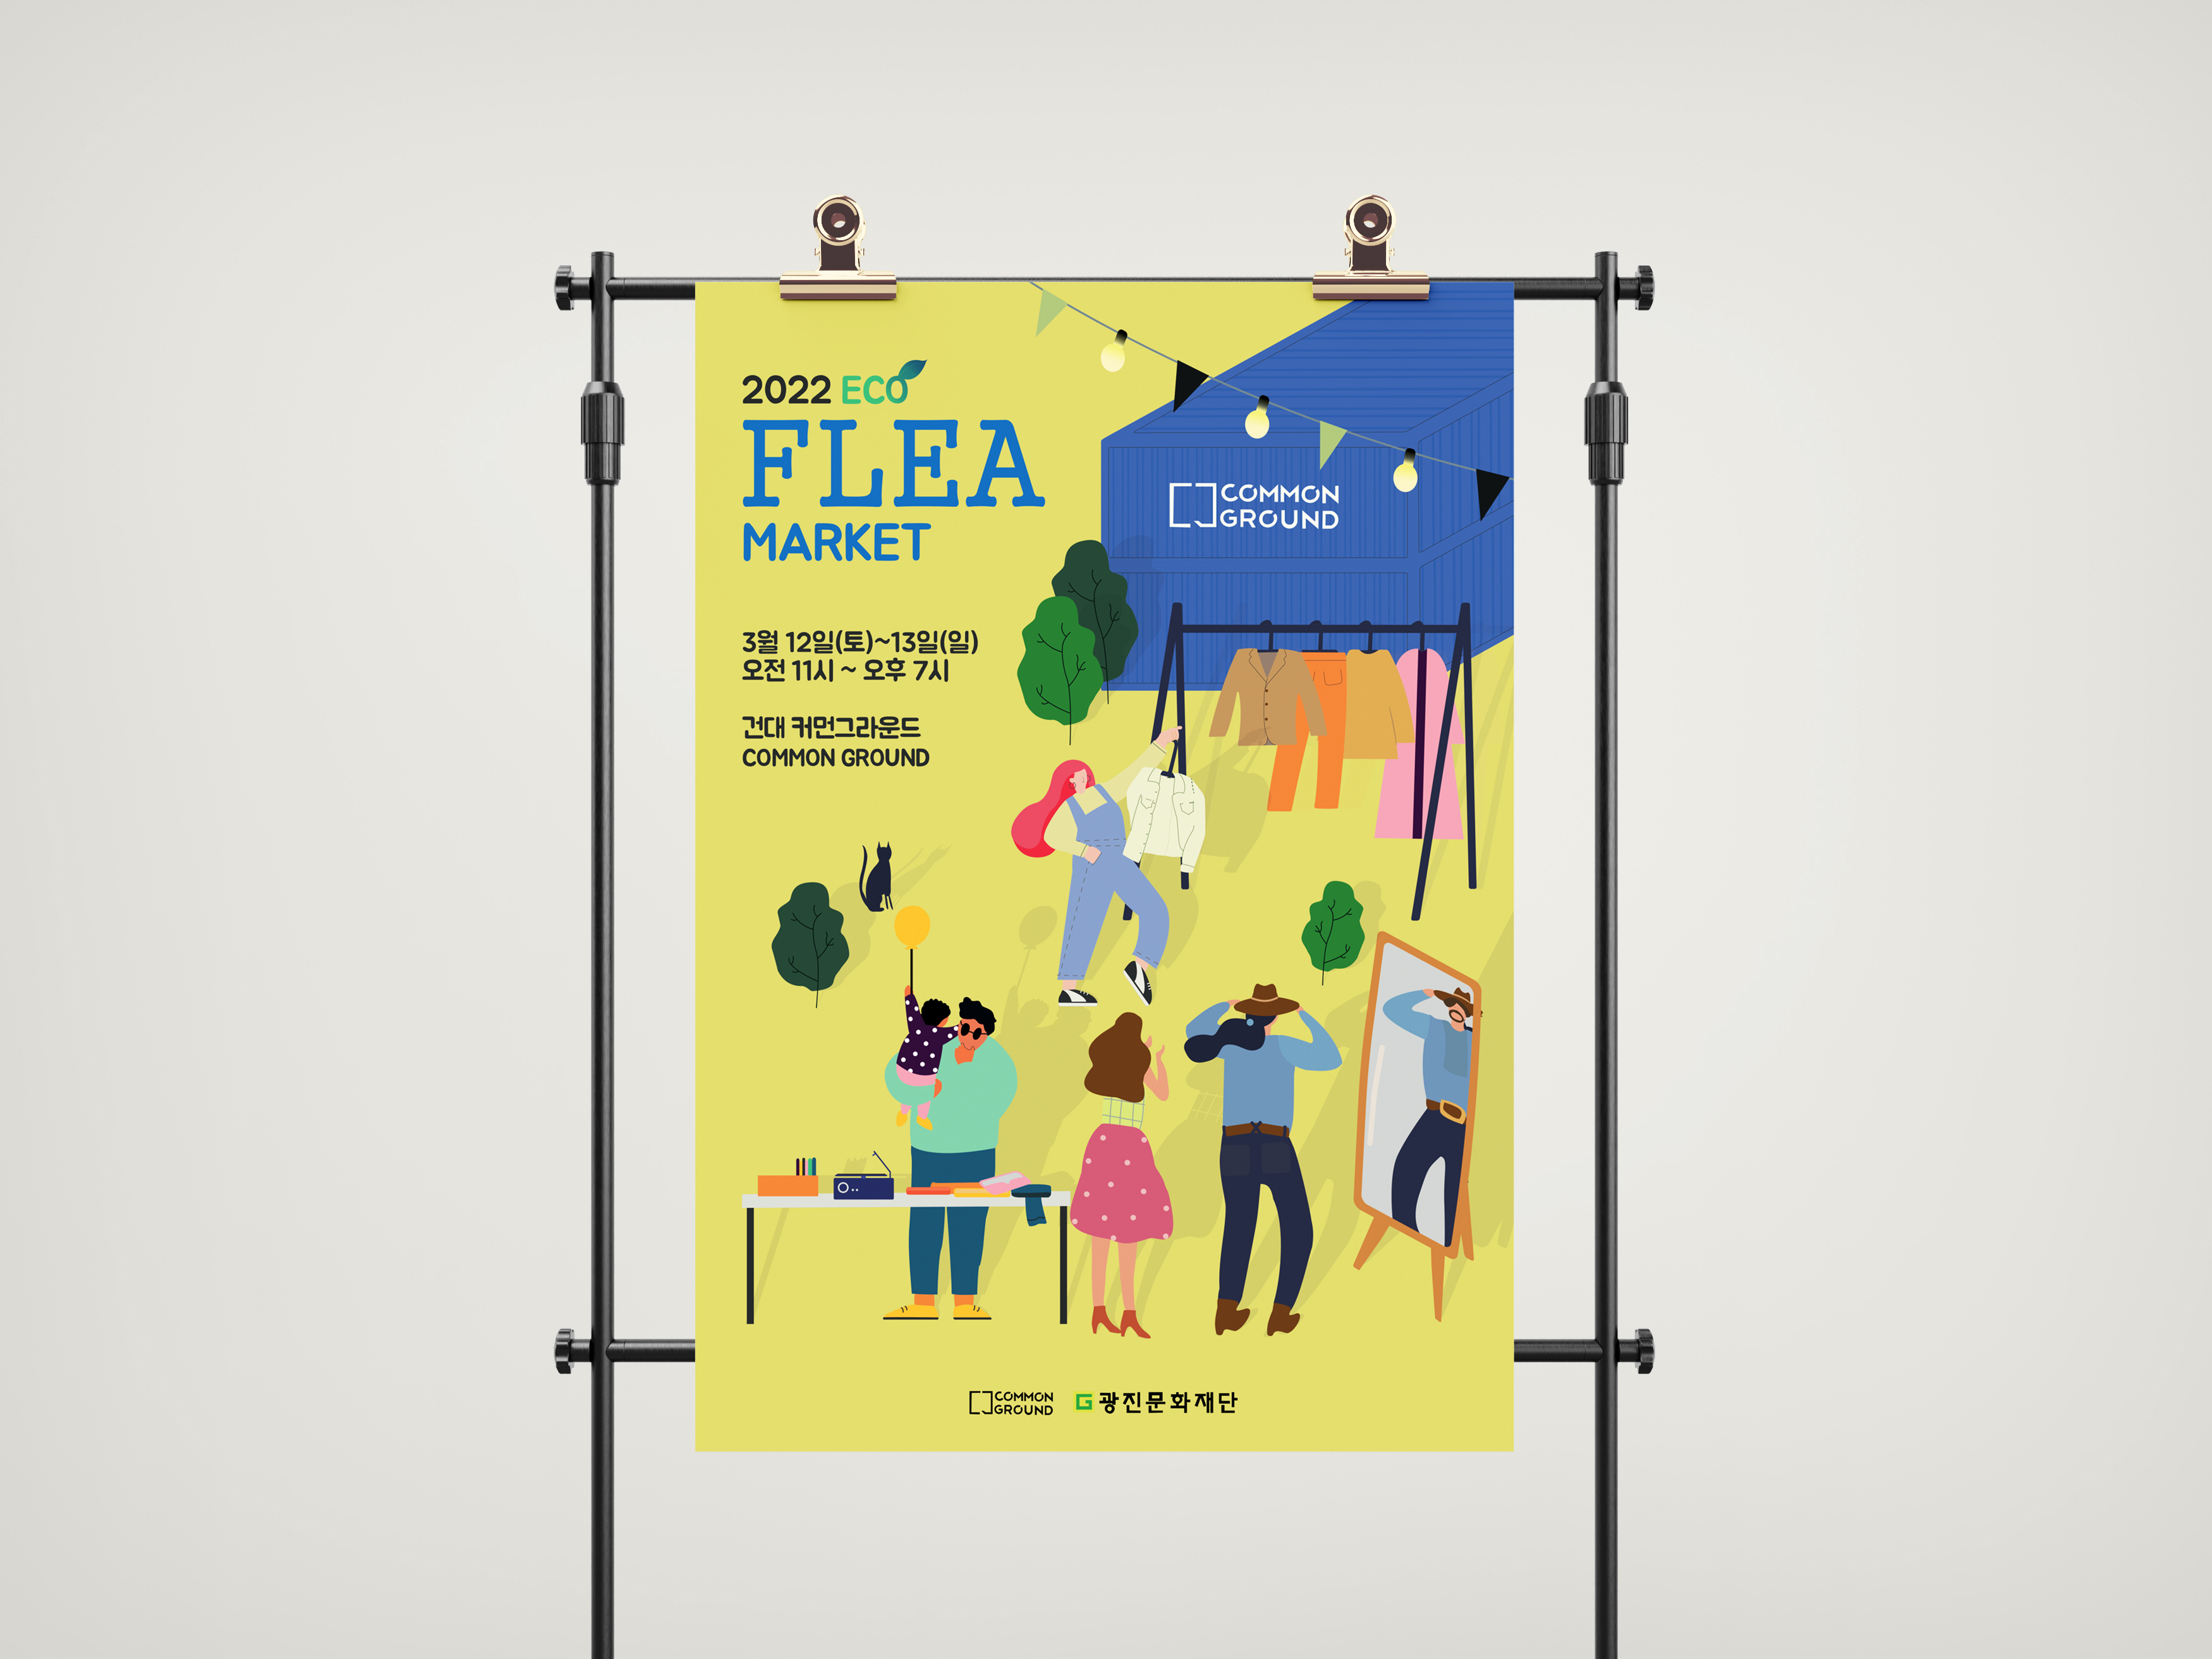 2022 ECO
FLEA
MARKET
3월 12일(토)~13일(일)
오전 11시 ~ 오후 7시
건대 커먼그라운드
COMMON GROUND
COMMON
GROUND
COMMON
GROUND
G 광진문화재단